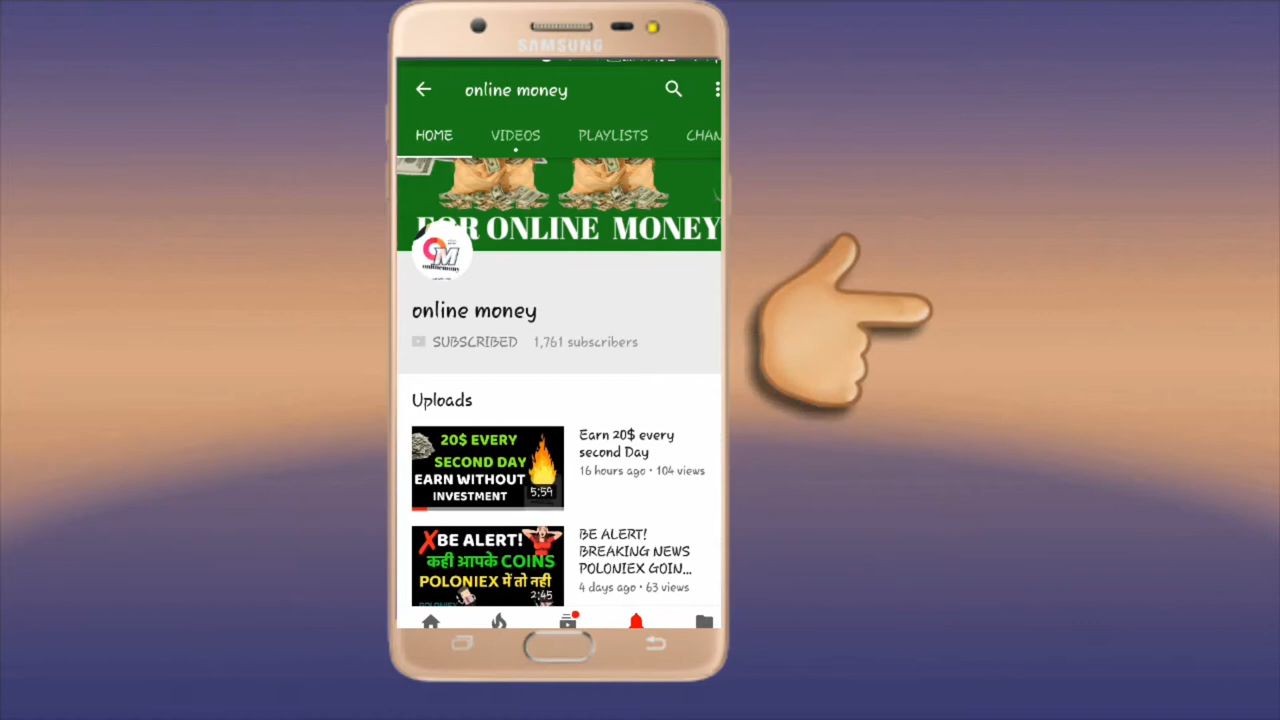 SAMSUNG
online money
HOME VIDEOS PLAYLISTS CHAN
FOR ONLINE MONEY
OM
online money
SUBSCRIBED 1,761 subscribers
Uploads
20$ EVERY
SECOND DAY
EARN WITHOUT
INVESTMENT
5:59
Earn 20$ every
second Day
16 hours ago • 104 views
BE ALERT!
कही आपके COINS
POLONIEX में तो नही
2:45
BE ALERT!
BREAKING NEWS
POLONIEX GOIN...
4 days ago • 63 views